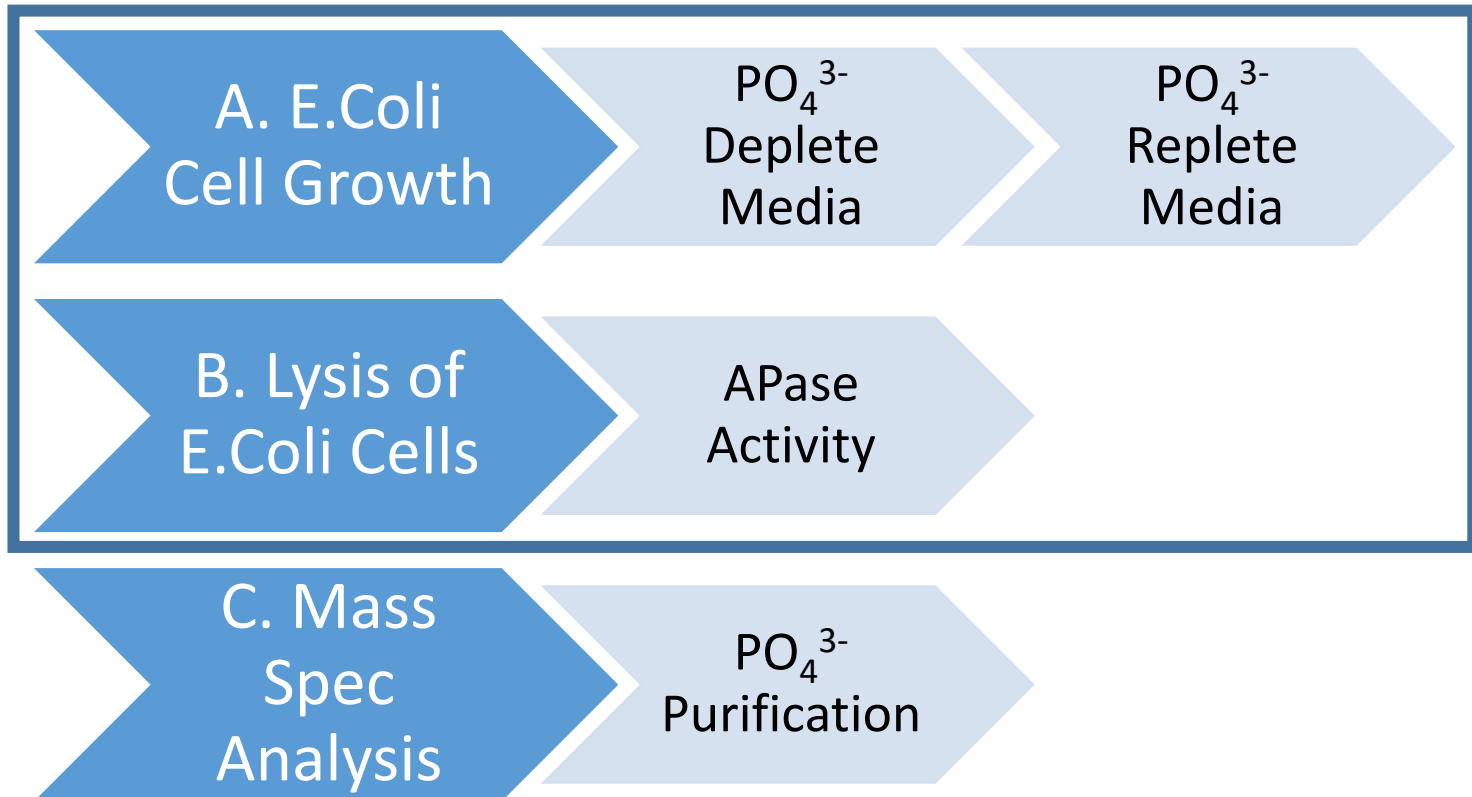 A. E.Coli
Cell Growth
PO₄³⁻
Deplete
Media
PO₄³⁻
Replete
Media
B. Lysis of
E.Coli Cells
APase
Activity
C. Mass
Spec
Analysis
PO₄³⁻
Purification